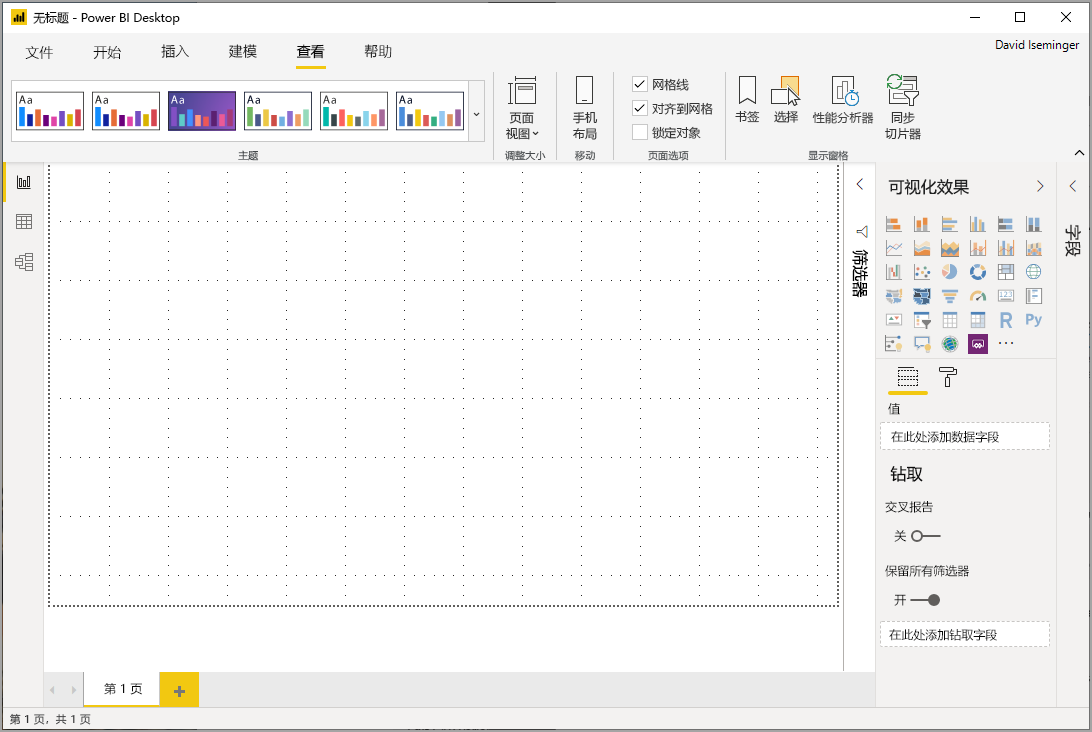 无标题 - Power BI Desktop
David Iseminger
文件 开始 插入 建模 查看 帮助
Aa Aa Aa Aa Aa Aa
主题
页面
视图
调整大小
手机
布局
移动
网格线
对齐到网格
锁定对象
页面选项
书签
选择
性能分析器
同步
切片器
显示窗格
筛选器
可视化效果
123
R
Py
值
在此处添加数据字段
钻取
交叉报告
关
保留所有筛选器
开
在此处添加钻取字段
字段
第 1 页
第 1 页，共 1 页